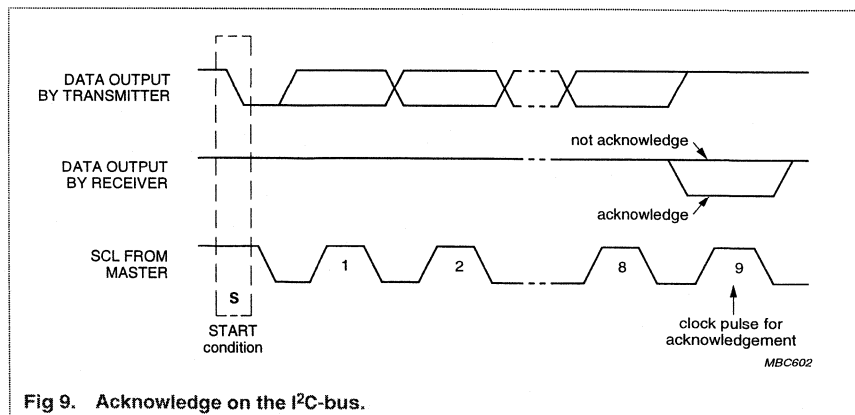 DATA OUTPUT
BY TRANSMITTER
not acknowledge
DATA OUTPUT
BY RECEIVER
acknowledge
SCL FROM
MASTER
1
2
8
9
S
START
condition
clock pulse for
acknowledgement
MBC602
Fig 9. Acknowledge on the I²C-bus.